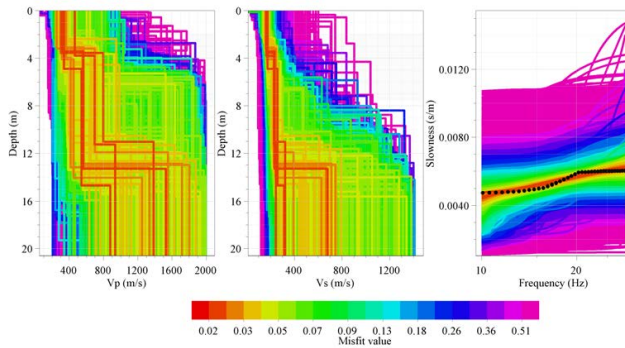 0
4
8
12
16
20
Depth (m)
400 800 1200 1600 2000
Vp (m/s)
0
4
8
12
16
20
Depth (m)
400 800 1200
Vs (m/s)
0.0120
0.0080
0.0040
Slowness (s/m)
10 20
Frequency (Hz)
0.02 0.03 0.05 0.07 0.09 0.13 0.18 0.26 0.36 0.51
Misfit value